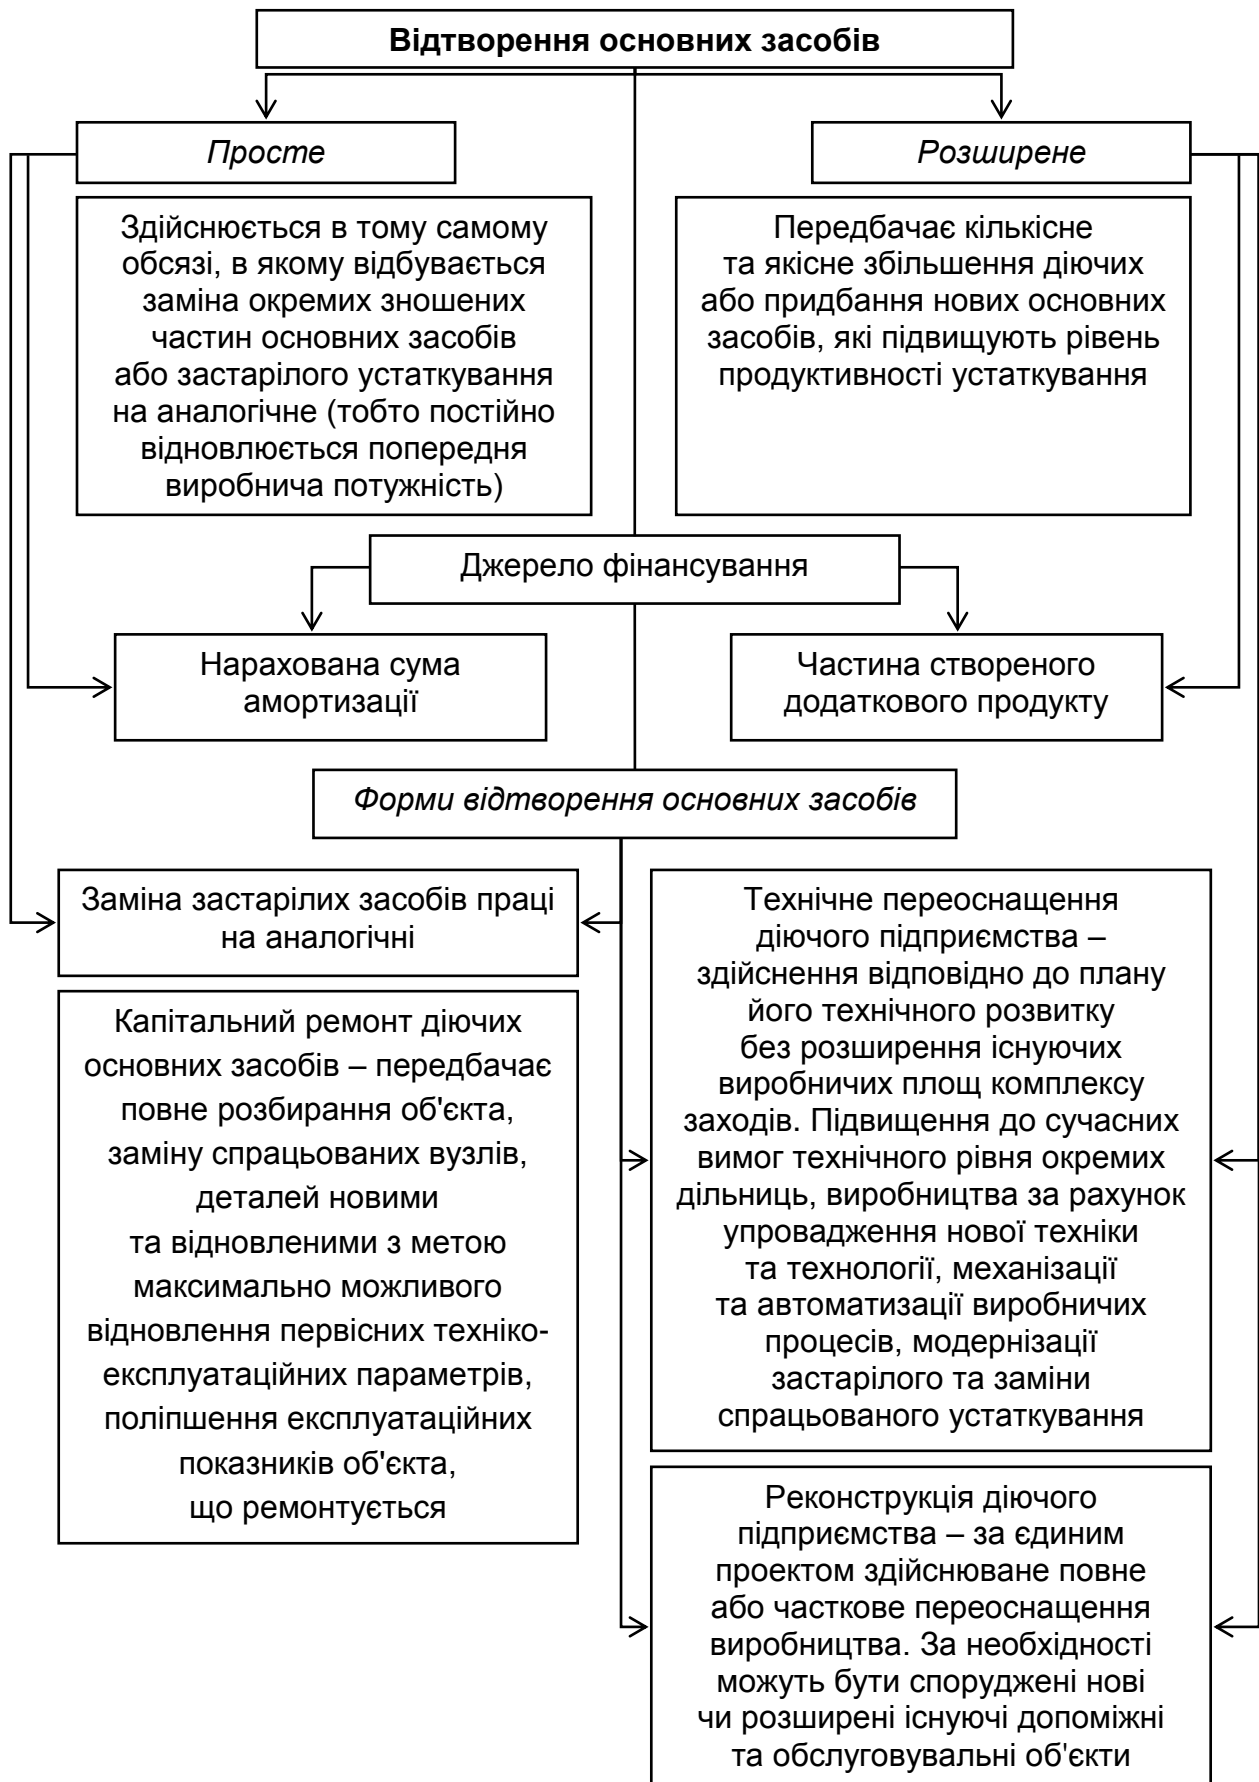 Відтворення основних засобів
Просте
Розширене
Здійснюється в тому самому
обсязі, в якому відбувається
заміна окремих зношених
частин основних засобів
або застарілого устаткування
на аналогічне (тобто постійно
відновлюється попередня
виробнича потужність)
Передбачає кількісне
та якісне збільшення діючих
або придбання нових основних
засобів, які підвищують рівень
продуктивності устаткування
Джерело фінансування
Нарахована сума
амортизації
Частина створеного
додаткового продукту
Форми відтворення основних засобів
Заміна застарілих засобів праці
на аналогічні
Капітальний ремонт діючих
основних засобів – передбачає
повне розбирання об'єкта,
заміну спрацьованих вузлів,
деталей новими
та відновленими з метою
максимально можливого
відновлення первісних техніко-
експлуатаційних параметрів,
поліпшення експлуатаційних
показників об'єкта,
що ремонтується
Технічне переоснащення
діючого підприємства –
здійснення відповідно до плану
його технічного розвитку
без розширення існуючих
виробничих площ комплексу
заходів. Підвищення до сучасних
вимог технічного рівня окремих
дільниць, виробництва за рахунок
упровадження нової техніки
та технології, механізації
та автоматизації виробничих
процесів, модернізації
застарілого та заміни
спрацьованого устаткування
Реконструкція діючого
підприємства – за єдиним
проектом здійснюване повне
або часткове переоснащення
виробництва. За необхідності
можуть бути споруджені нові
чи розширені існуючі допоміжні
та обслуговувальні об'єкти